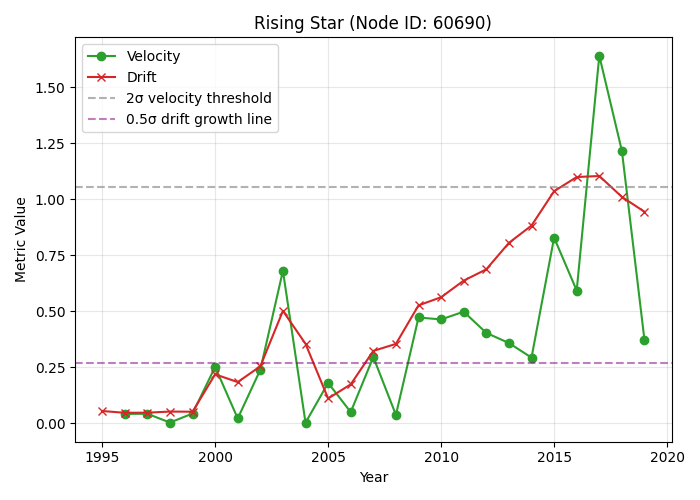 Rising Star (Node ID: 60690)
Velocity
Drift
2σ velocity threshold
0.5σ drift growth line
Metric Value
1.50
1.25
1.00
0.75
0.50
0.25
0.00
1995 2000 2005 2010 2015 2020
Year